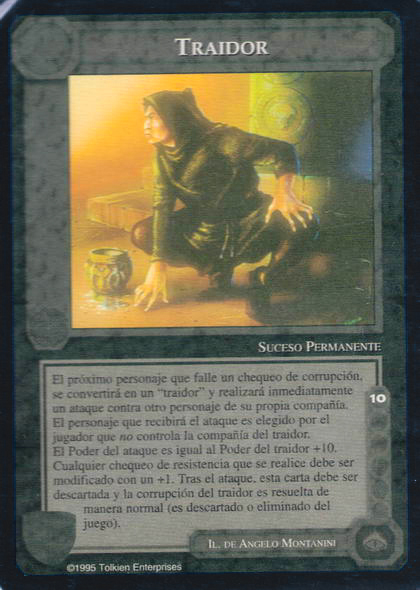 TRAIDOR
SUCESO PERMANENTE
El próximo personaje que falle un chequeo de corrupción,
se convertirá en un "traidor" y realizará inmediatamente
un ataque contra otro personaje de su propia compañía.
El personaje que recibirá el ataque es elegido por el
jugador que no controla la compañía del traidor.
El Poder del ataque es igual al Poder del traidor +10.
Cualquier chequeo de resistencia que se realice debe ser
modificado con un +1. Tras el ataque, esta carta debe ser
descartada y la corrupción del traidor es resuelta de
manera normal (es descartado o eliminado del
juego).
10
IL. DE ANGELO MONTANINI
©1995 Tolkien Enterprises